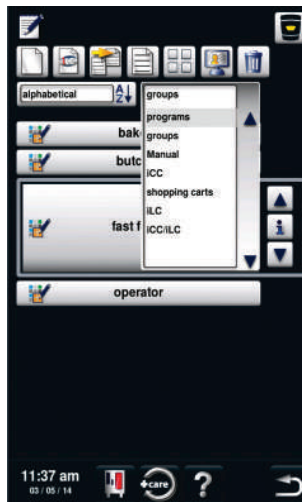 alphabetical
A
Z
groups
programs
groups
Manual
iCC
shopping carts
iLC
iCC/iLC
bak
butc
fast f
i
operator
11:37 am
03 / 05 / 14
+care
?